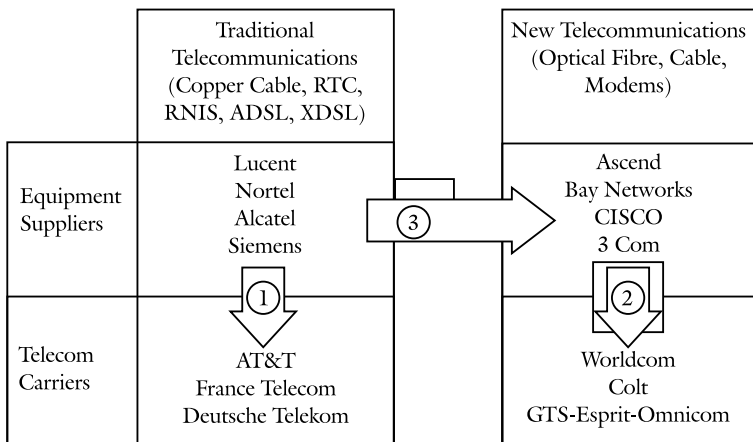 Traditional
Telecommunications
(Copper Cable, RTC,
RNIS, ADSL, XDSL)
New Telecommunications
(Optical Fibre, Cable,
Modems)
Equipment
Suppliers
Lucent
Nortel
Alcatel
Siemens
3
Ascend
Bay Networks
CISCO
3 Com
1
2
Telecom
Carriers
AT&T
France Telecom
Deutsche Telekom
Worldcom
Colt
GTS-Esprit-Omnicom